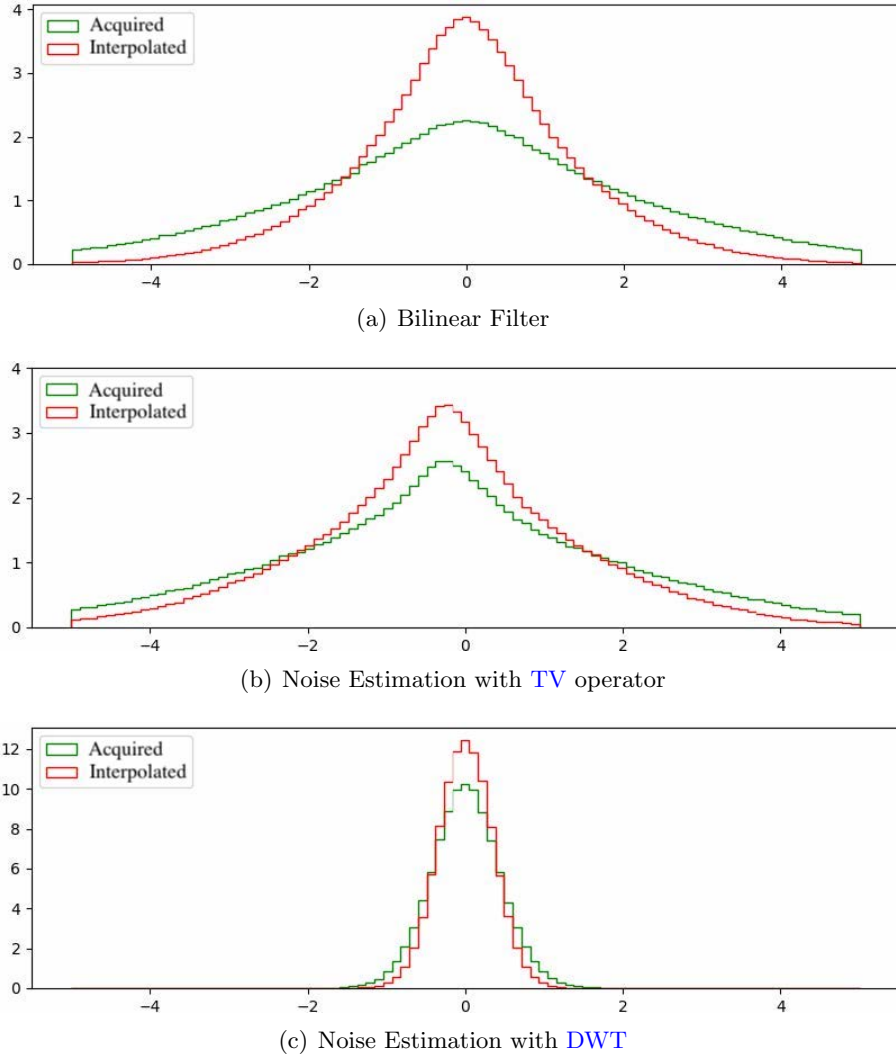 4
3
2
1
0
Acquired
Interpolated
−4 −2 0 2 4
(a) Bilinear Filter
4
3
2
1
0
Acquired
Interpolated
−4 −2 0 2 4
(b) Noise Estimation with TV operator
12
10
8
6
4
2
0
Acquired
Interpolated
−4 −2 0 2 4
(c) Noise Estimation with DWT